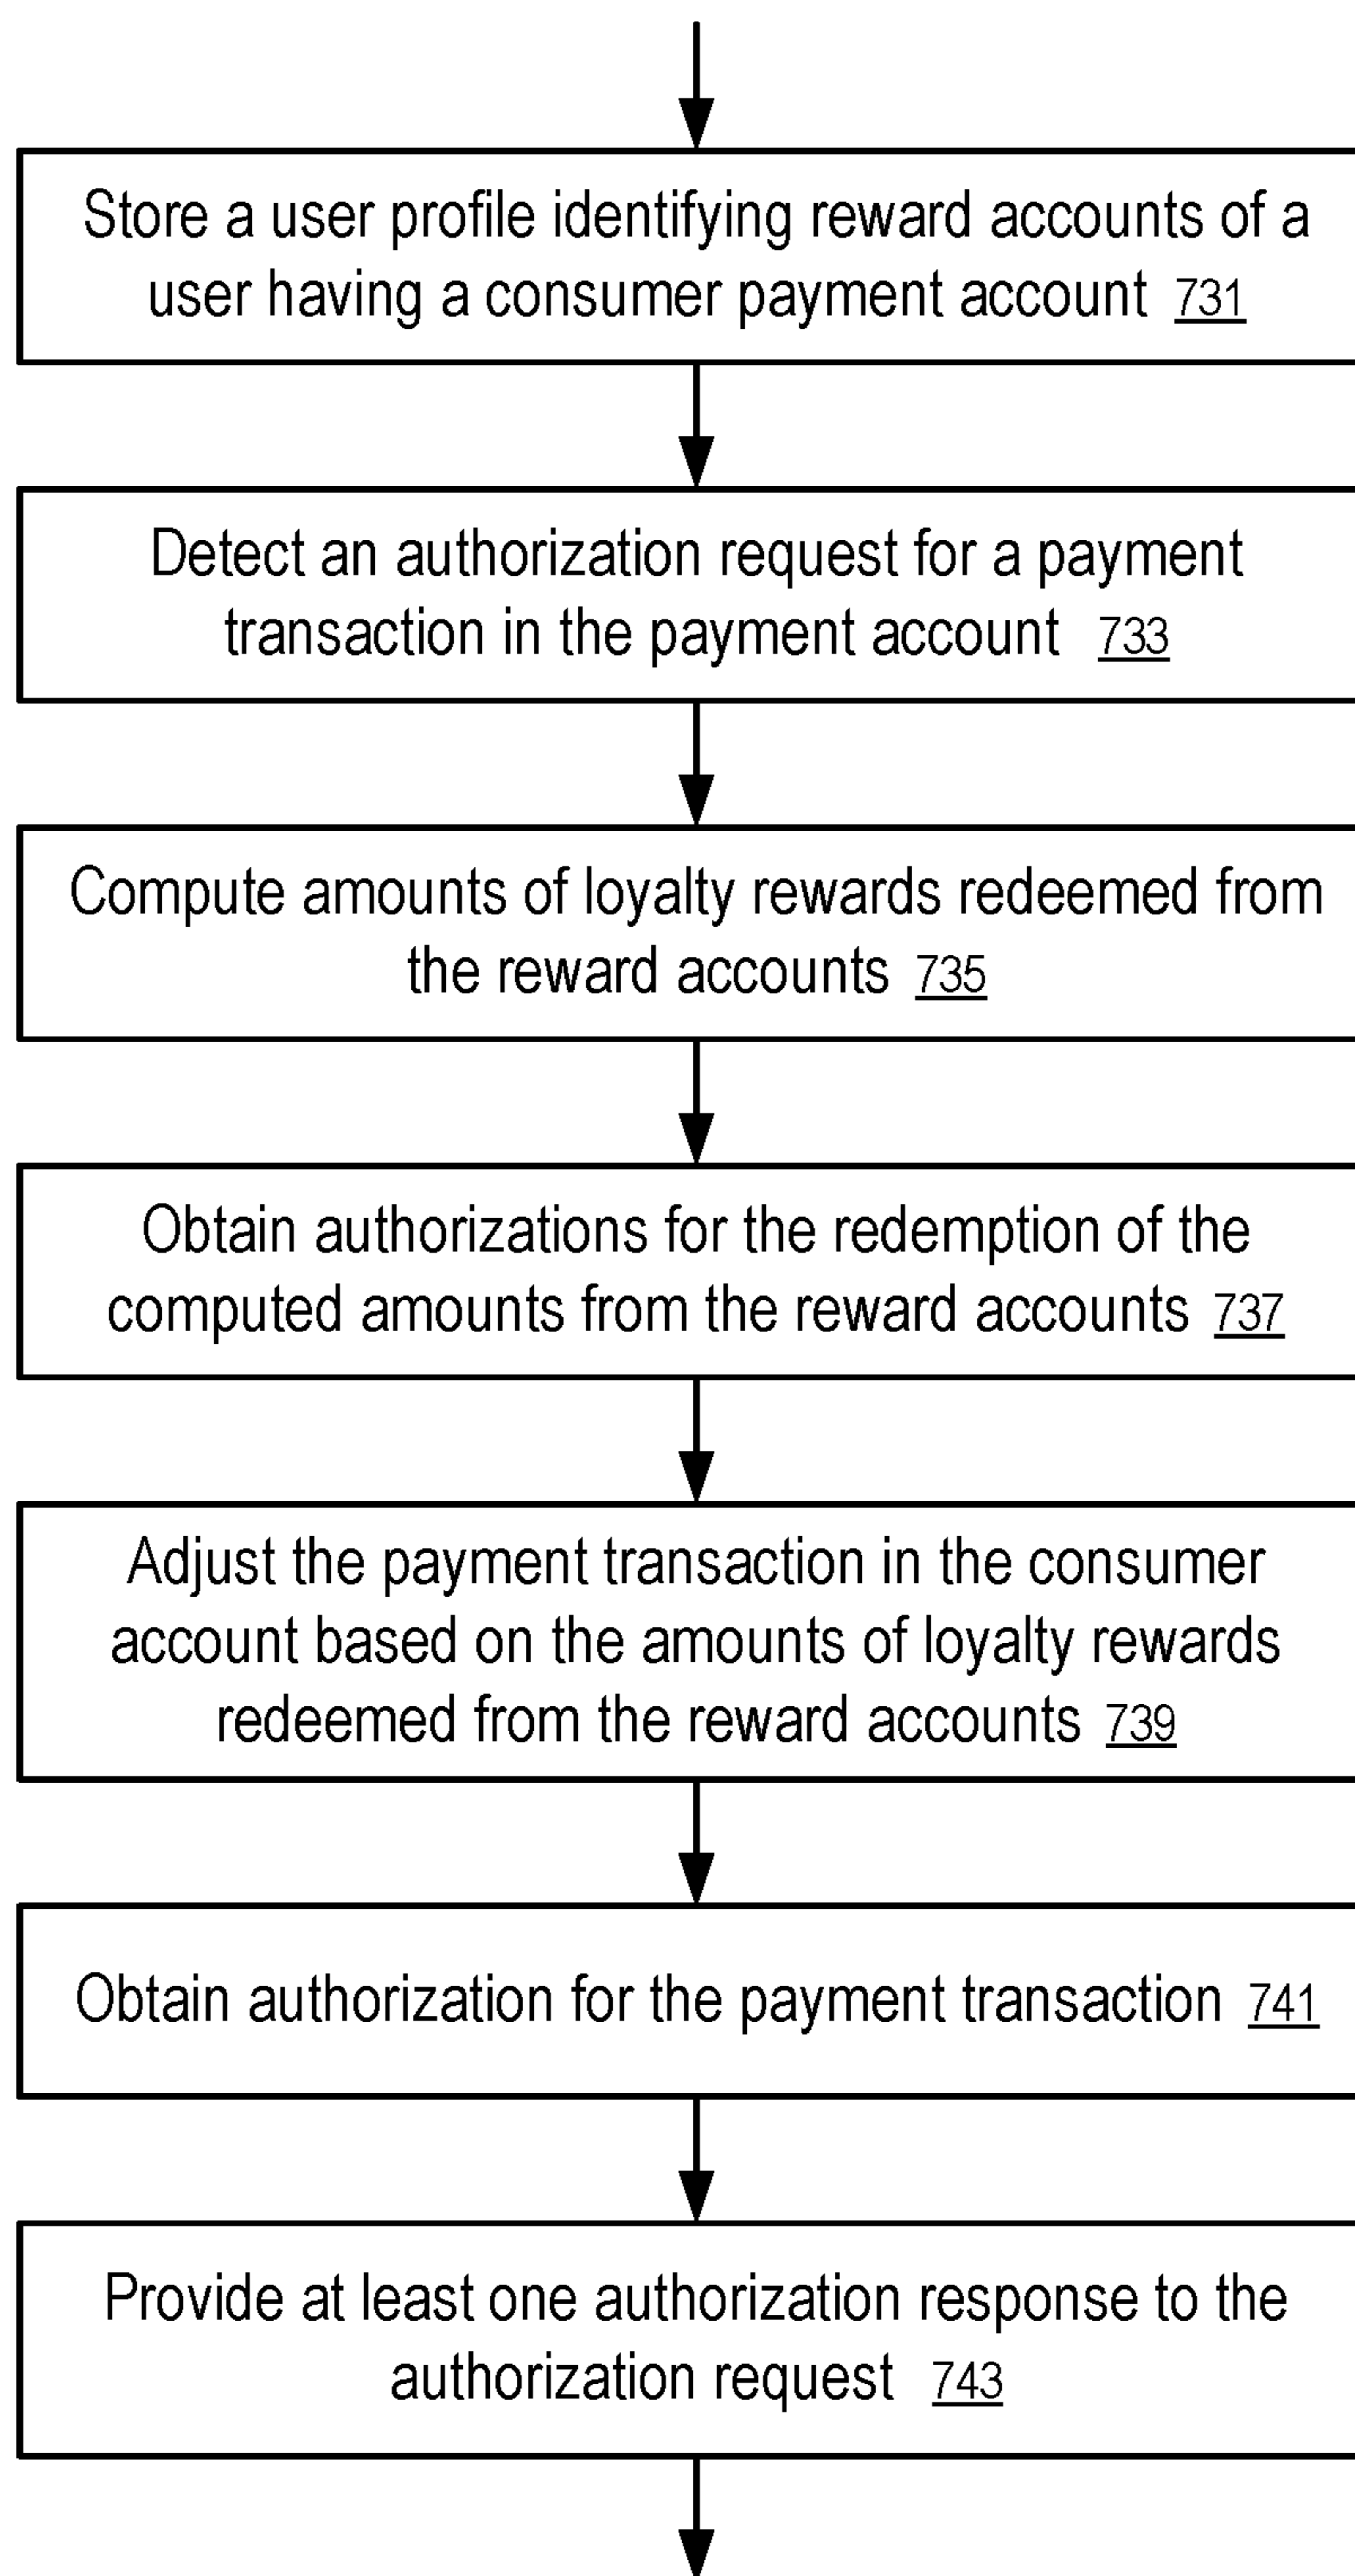 Store a user profile identifying reward accounts of a
user having a consumer payment account 731
Detect an authorization request for a payment
transaction in the payment account 733
Compute amounts of loyalty rewards redeemed from
the reward accounts 735
Obtain authorizations for the redemption of the
computed amounts from the reward accounts 737
Adjust the payment transaction in the consumer
account based on the amounts of loyalty rewards
redeemed from the reward accounts 739
Obtain authorization for the payment transaction 741
Provide at least one authorization response to the
authorization request 743